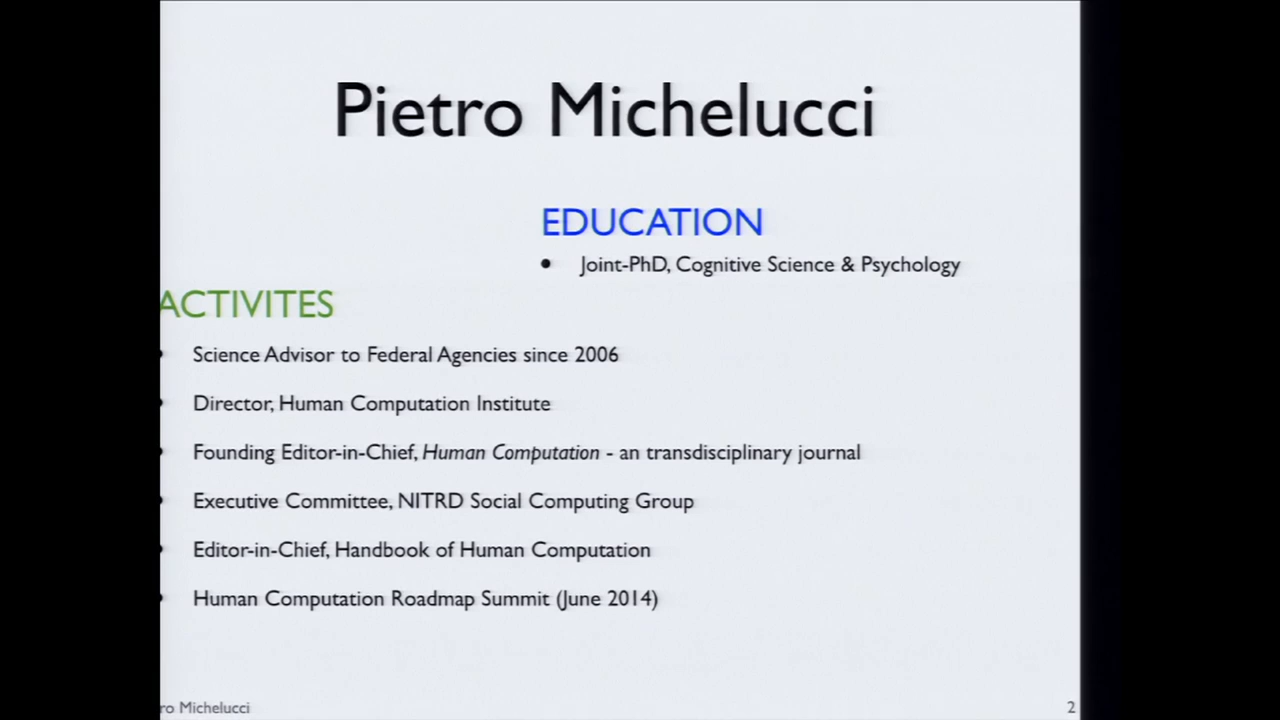 Pietro Michelucci
EDUCATION
• Joint-PhD, Cognitive Science & Psychology
ACTIVITES
• Science Advisor to Federal Agencies since 2006
• Director, Human Computation Institute
• Founding Editor-in-Chief, Human Computation - an transdisciplinary journal
• Executive Committee, NITRD Social Computing Group
• Editor-in-Chief, Handbook of Human Computation
• Human Computation Roadmap Summit (June 2014)
ro Michelucci
2